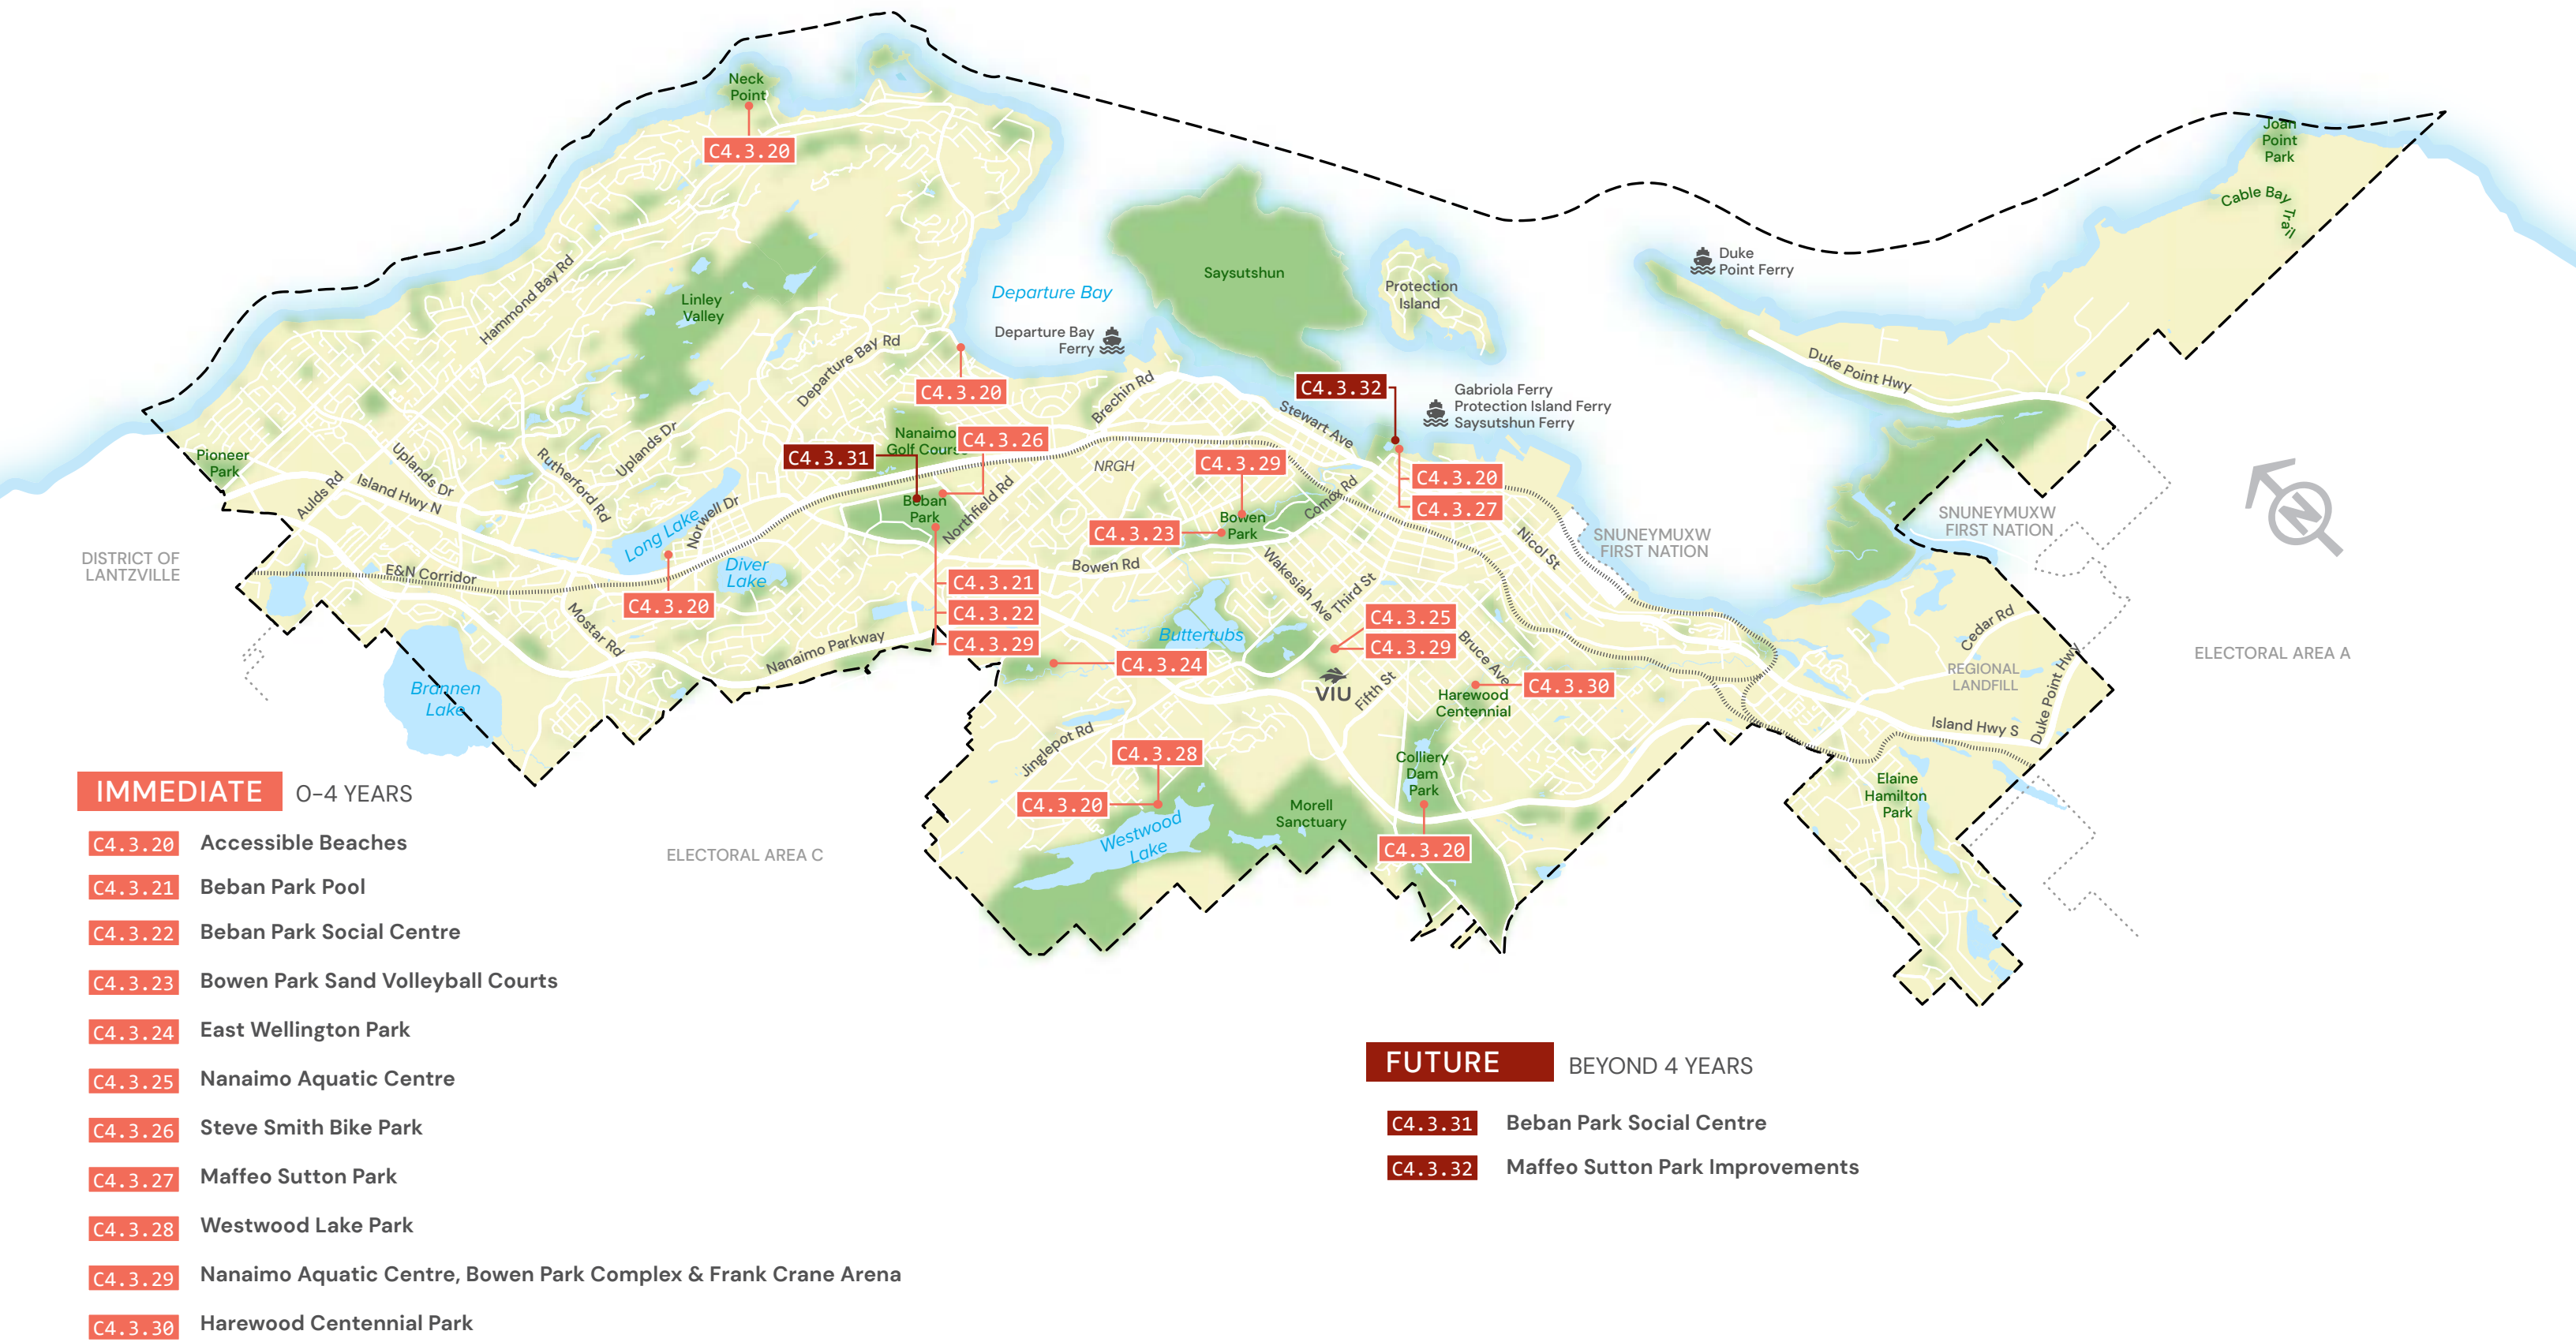 Neck
Point
C4.3.20
Joan
Point
Park
Cable Bay Trail
Hammond Bay Rd
Linley
Valley
Saysutshun
Departure Bay
Protection
Island
Duke
Point Ferry
Departure Bay
Ferry
Departure Bay Rd
C4.3.20
Brechin Rd
C4.3.32
Gabriola Ferry
Protection Island Ferry
Saysutshun Ferry
Stewart Ave
Duke Point Hwy
Nanaimo
Golf Course
C4.3.26
C4.3.31
Pioneer
Park
Aulds Rd
Uplands Dr
Island Hwy N
Rutherford Rd
Uplands Dr
Long Lake
Norwell Dr
Beban
Park
Northfield Rd
NRGH
C4.3.29
C4.3.23
Bowen
Park
Comox Rd
C4.3.20
C4.3.27
Nicol St
SNUNEYMUXW
FIRST NATION
SNUNEYMUXW
FIRST NATION
DISTRICT OF
LANTZVILLE
E&N Corridor
Diver
Lake
C4.3.20
Mostar Rd
Bowen Rd
C4.3.21
C4.3.22
C4.3.29
Wakesiah Ave
Third St
C4.3.25
C4.3.29
Buttertubs
C4.3.24
VIU
Fifth St
Bruce Ave
C4.3.30
Harewood
Centennial
Nanaimo Parkway
Brannen
Lake
Cedar Rd
REGIONAL
LANDFILL
Duke Point Hwy
ELECTORAL AREA A
Island Hwy S
Jinglepot Rd
C4.3.28
C4.3.20
Westwood
Lake
Morell
Sanctuary
Colliery
Dam
Park
C4.3.20
Elaine
Hamilton
Park
ELECTORAL AREA C
N
IMMEDIATE 0-4 YEARS
C4.3.20 Accessible Beaches
C4.3.21 Beban Park Pool
C4.3.22 Beban Park Social Centre
C4.3.23 Bowen Park Sand Volleyball Courts
C4.3.24 East Wellington Park
C4.3.25 Nanaimo Aquatic Centre
C4.3.26 Steve Smith Bike Park
C4.3.27 Maffeo Sutton Park
C4.3.28 Westwood Lake Park
C4.3.29 Nanaimo Aquatic Centre, Bowen Park Complex & Frank Crane Arena
C4.3.30 Harewood Centennial Park
FUTURE BEYOND 4 YEARS
C4.3.31 Beban Park Social Centre
C4.3.32 Maffeo Sutton Park Improvements